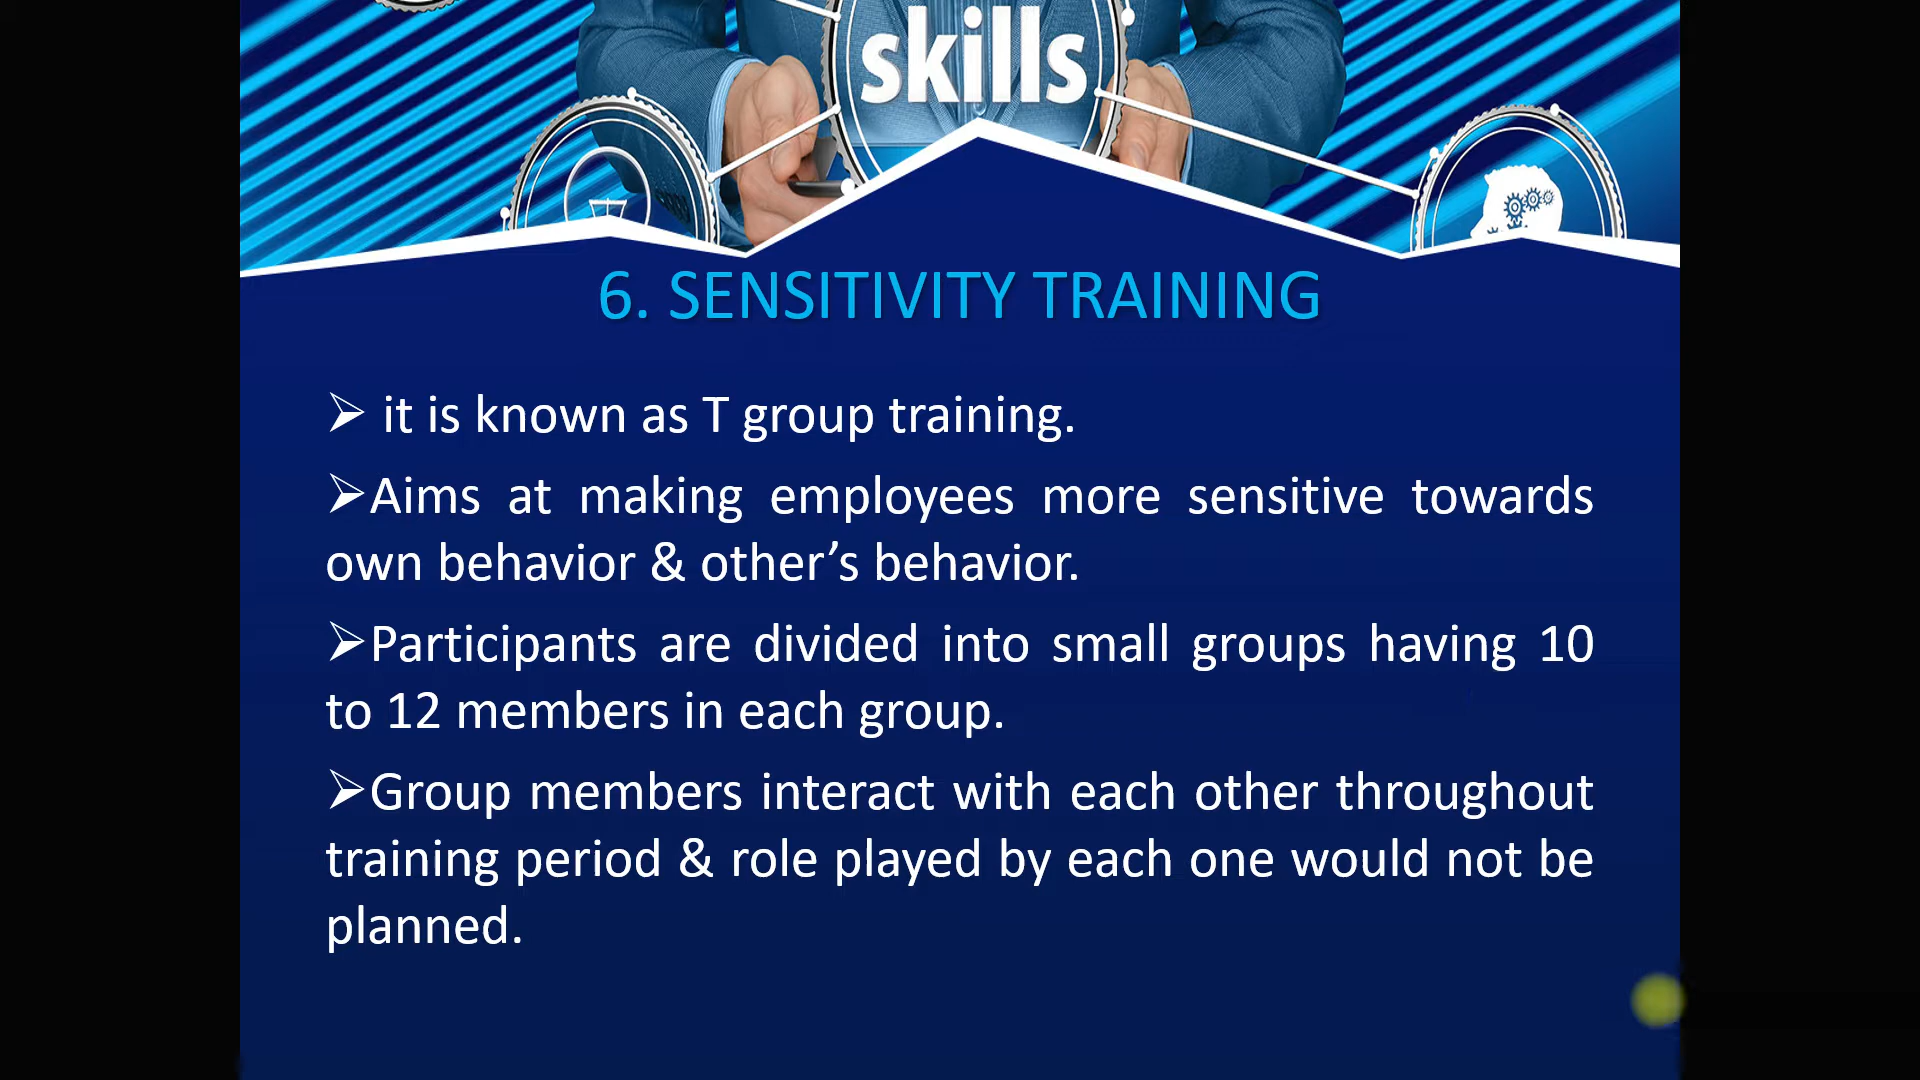 skills
6. SENSITIVITY TRAINING
➢ it is known as T group training.
➢Aims at making employees more sensitive towards
own behavior & other’s behavior.
➢Participants are divided into small groups having 10
to 12 members in each group.
➢Group members interact with each other throughout
training period & role played by each one would not be
planned.